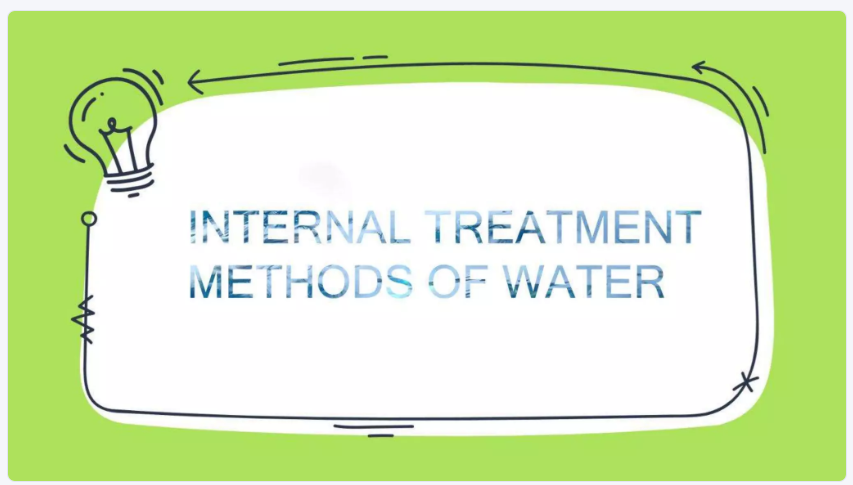 INTERNAL TREATMENT
METHODS OF WATER